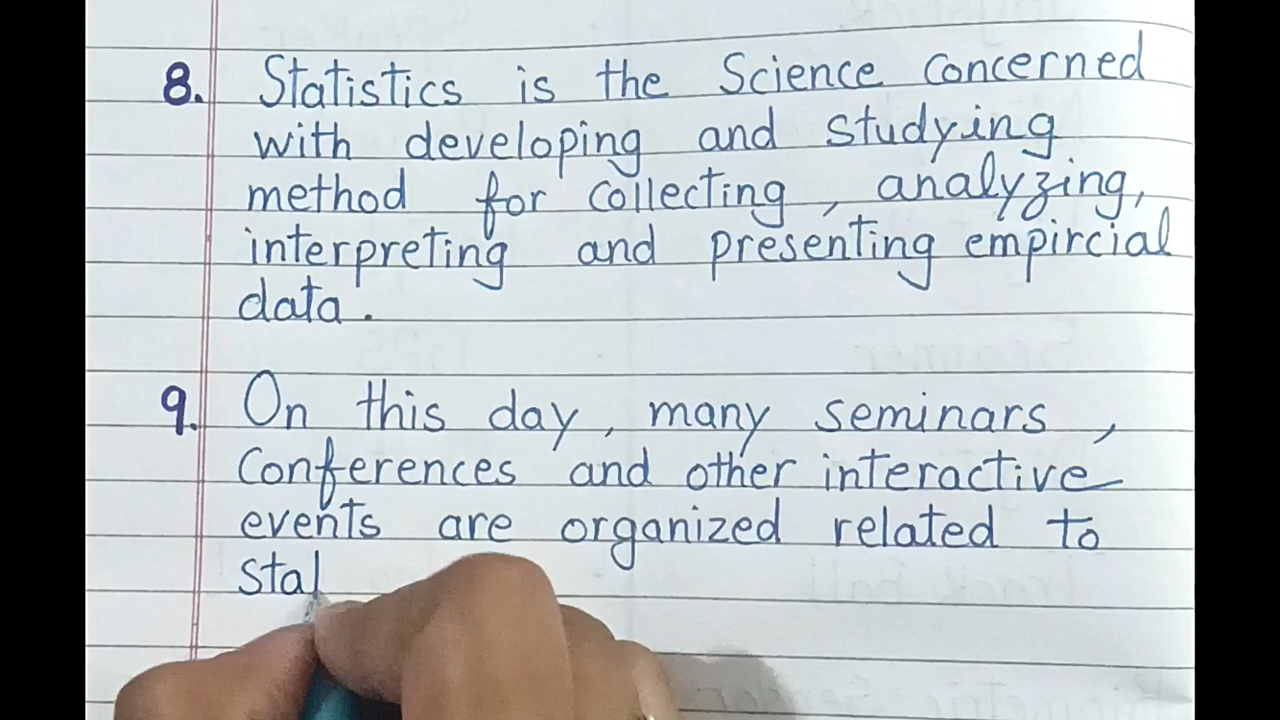 8. Statistics is the Science concerned
with developing and studying
method for collecting, analyzing,
interpreting and presenting empircial
data.
9. On this day, many seminars,
Conferences and other interactive
events are organized related to